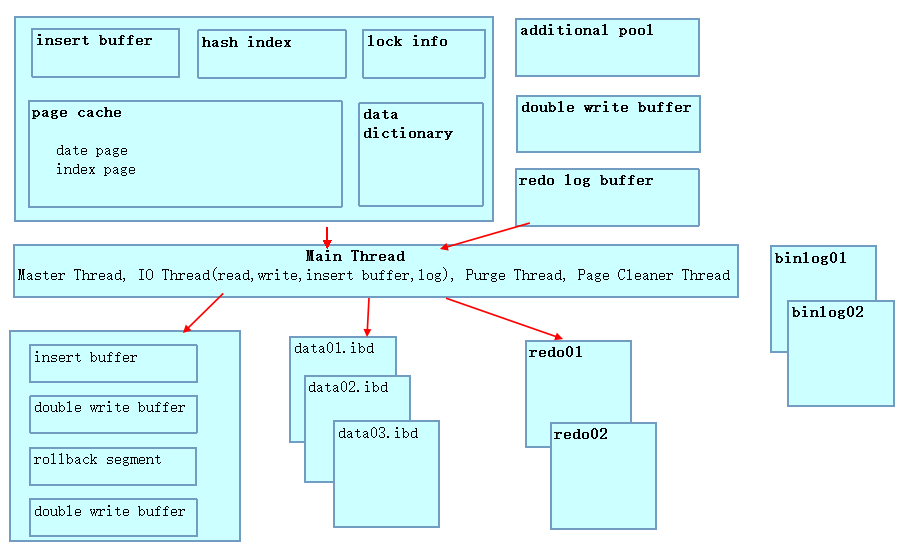 insert buffer
hash index
lock info
additional pool
page cache
date page
index page
data
dictionary
double write buffer
redo log buffer
Main Thread
Master Thread, IO Thread(read,write,insert buffer,log), Purge Thread, Page Cleaner Thread
binlog01
binlog02
insert buffer
double write buffer
rollback segment
double write buffer
data01.ibd
data02.ibd
data03.ibd
redo01
redo02